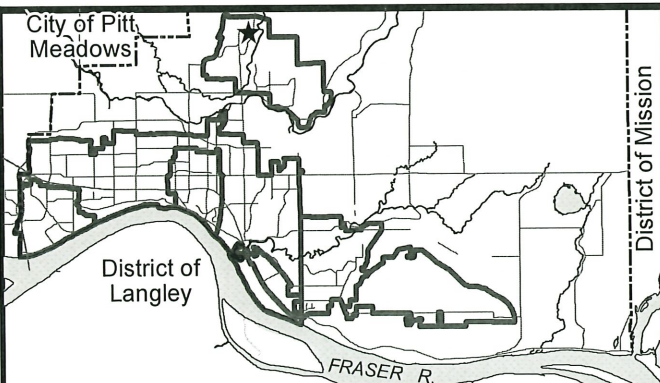 City of Pitt
Meadows
District of Mission
District of
Langley
FRASER R.